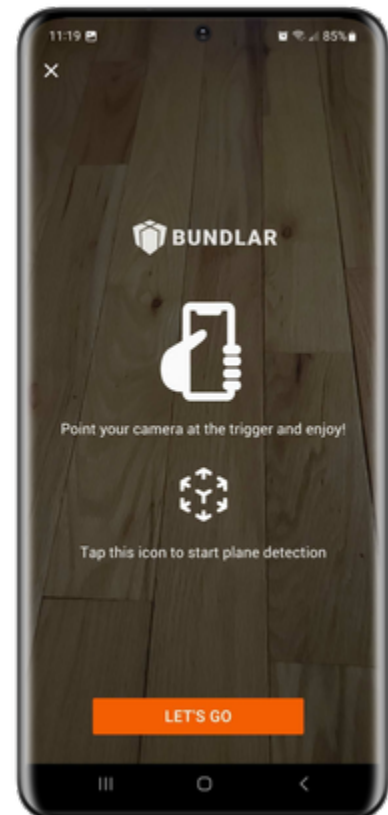 11:19
85%
BUNDLAR
Point your camera at the trigger and enjoy!
Tap this icon to start plane detection
LET'S GO